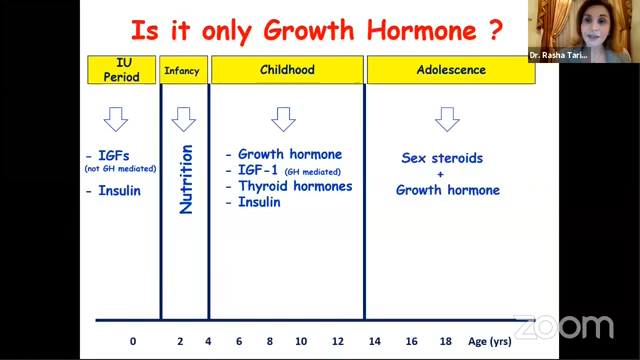 Is it only Growth Hormone ?
Dr. Rasha Tari...
IU
Period
Infancy
Childhood
Adolescence
- IGFs
(not GH mediated)
- Insulin
Nutrition
- Growth hormone
- IGF-1 (GH mediated)
- Thyroid hormones
- Insulin
Sex steroids
+
Growth hormone
0 2 4 6 8 10 12 14 16 18 Age (yrs)
zoom